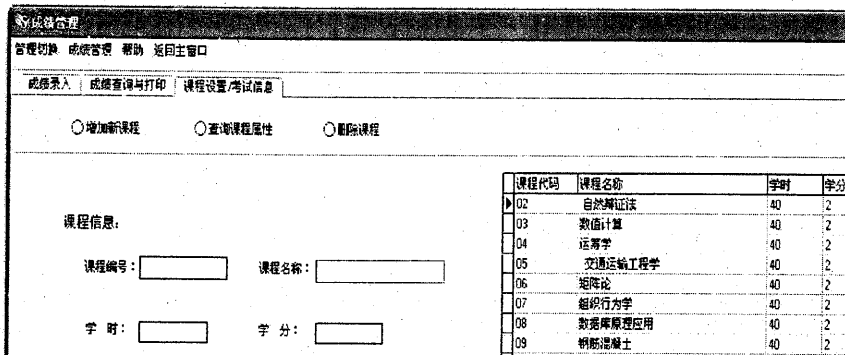 成绩管理
管理切换 成绩管理 帮助 返回主窗口
成绩录入 成绩查询与打印 课程设置/考试信息
增加新课程 查询课程属性 删除课程
课程信息:
课程编号:
课程名称:
学 时:
学 分:
课程代码 课程名称 学时 学分
02 自然辩证法 40 2
03 数值计算 40 2
04 运筹学 40 2
05 交通运输工程学 40 2
06 矩阵论 40 2
07 组织行为学 40 2
08 数据库原理应用 40 2
09 钢筋混凝土 40 2